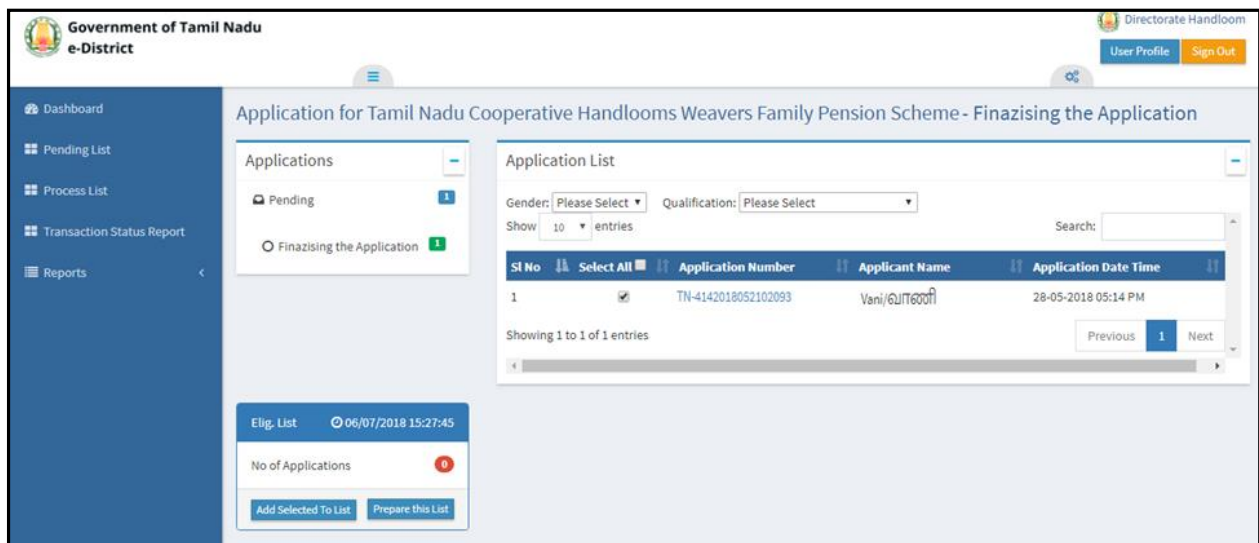 Government of Tamil Nadu
e-District
Directorate Handloom
User Profile
Sign Out
Dashboard
Pending List
Process List
Transaction Status Report
Reports
Application for Tamil Nadu Cooperative Handlooms Weavers Family Pension Scheme - Finazising the Application
Applications
Pending 1
Finazising the Application 1
Application List
Gender: Please Select Qualification: Please Select
Show 10 entries Search:
Sl No Select All Application Number Applicant Name Application Date Time
1 TN-4142018052102093 Vani/வாணி 28-05-2018 05:14 PM
Showing 1 to 1 of 1 entries Previous 1 Next
Elig. List 06/07/2018 15:27:45
No of Applications 0
Add Selected To List Prepare this List